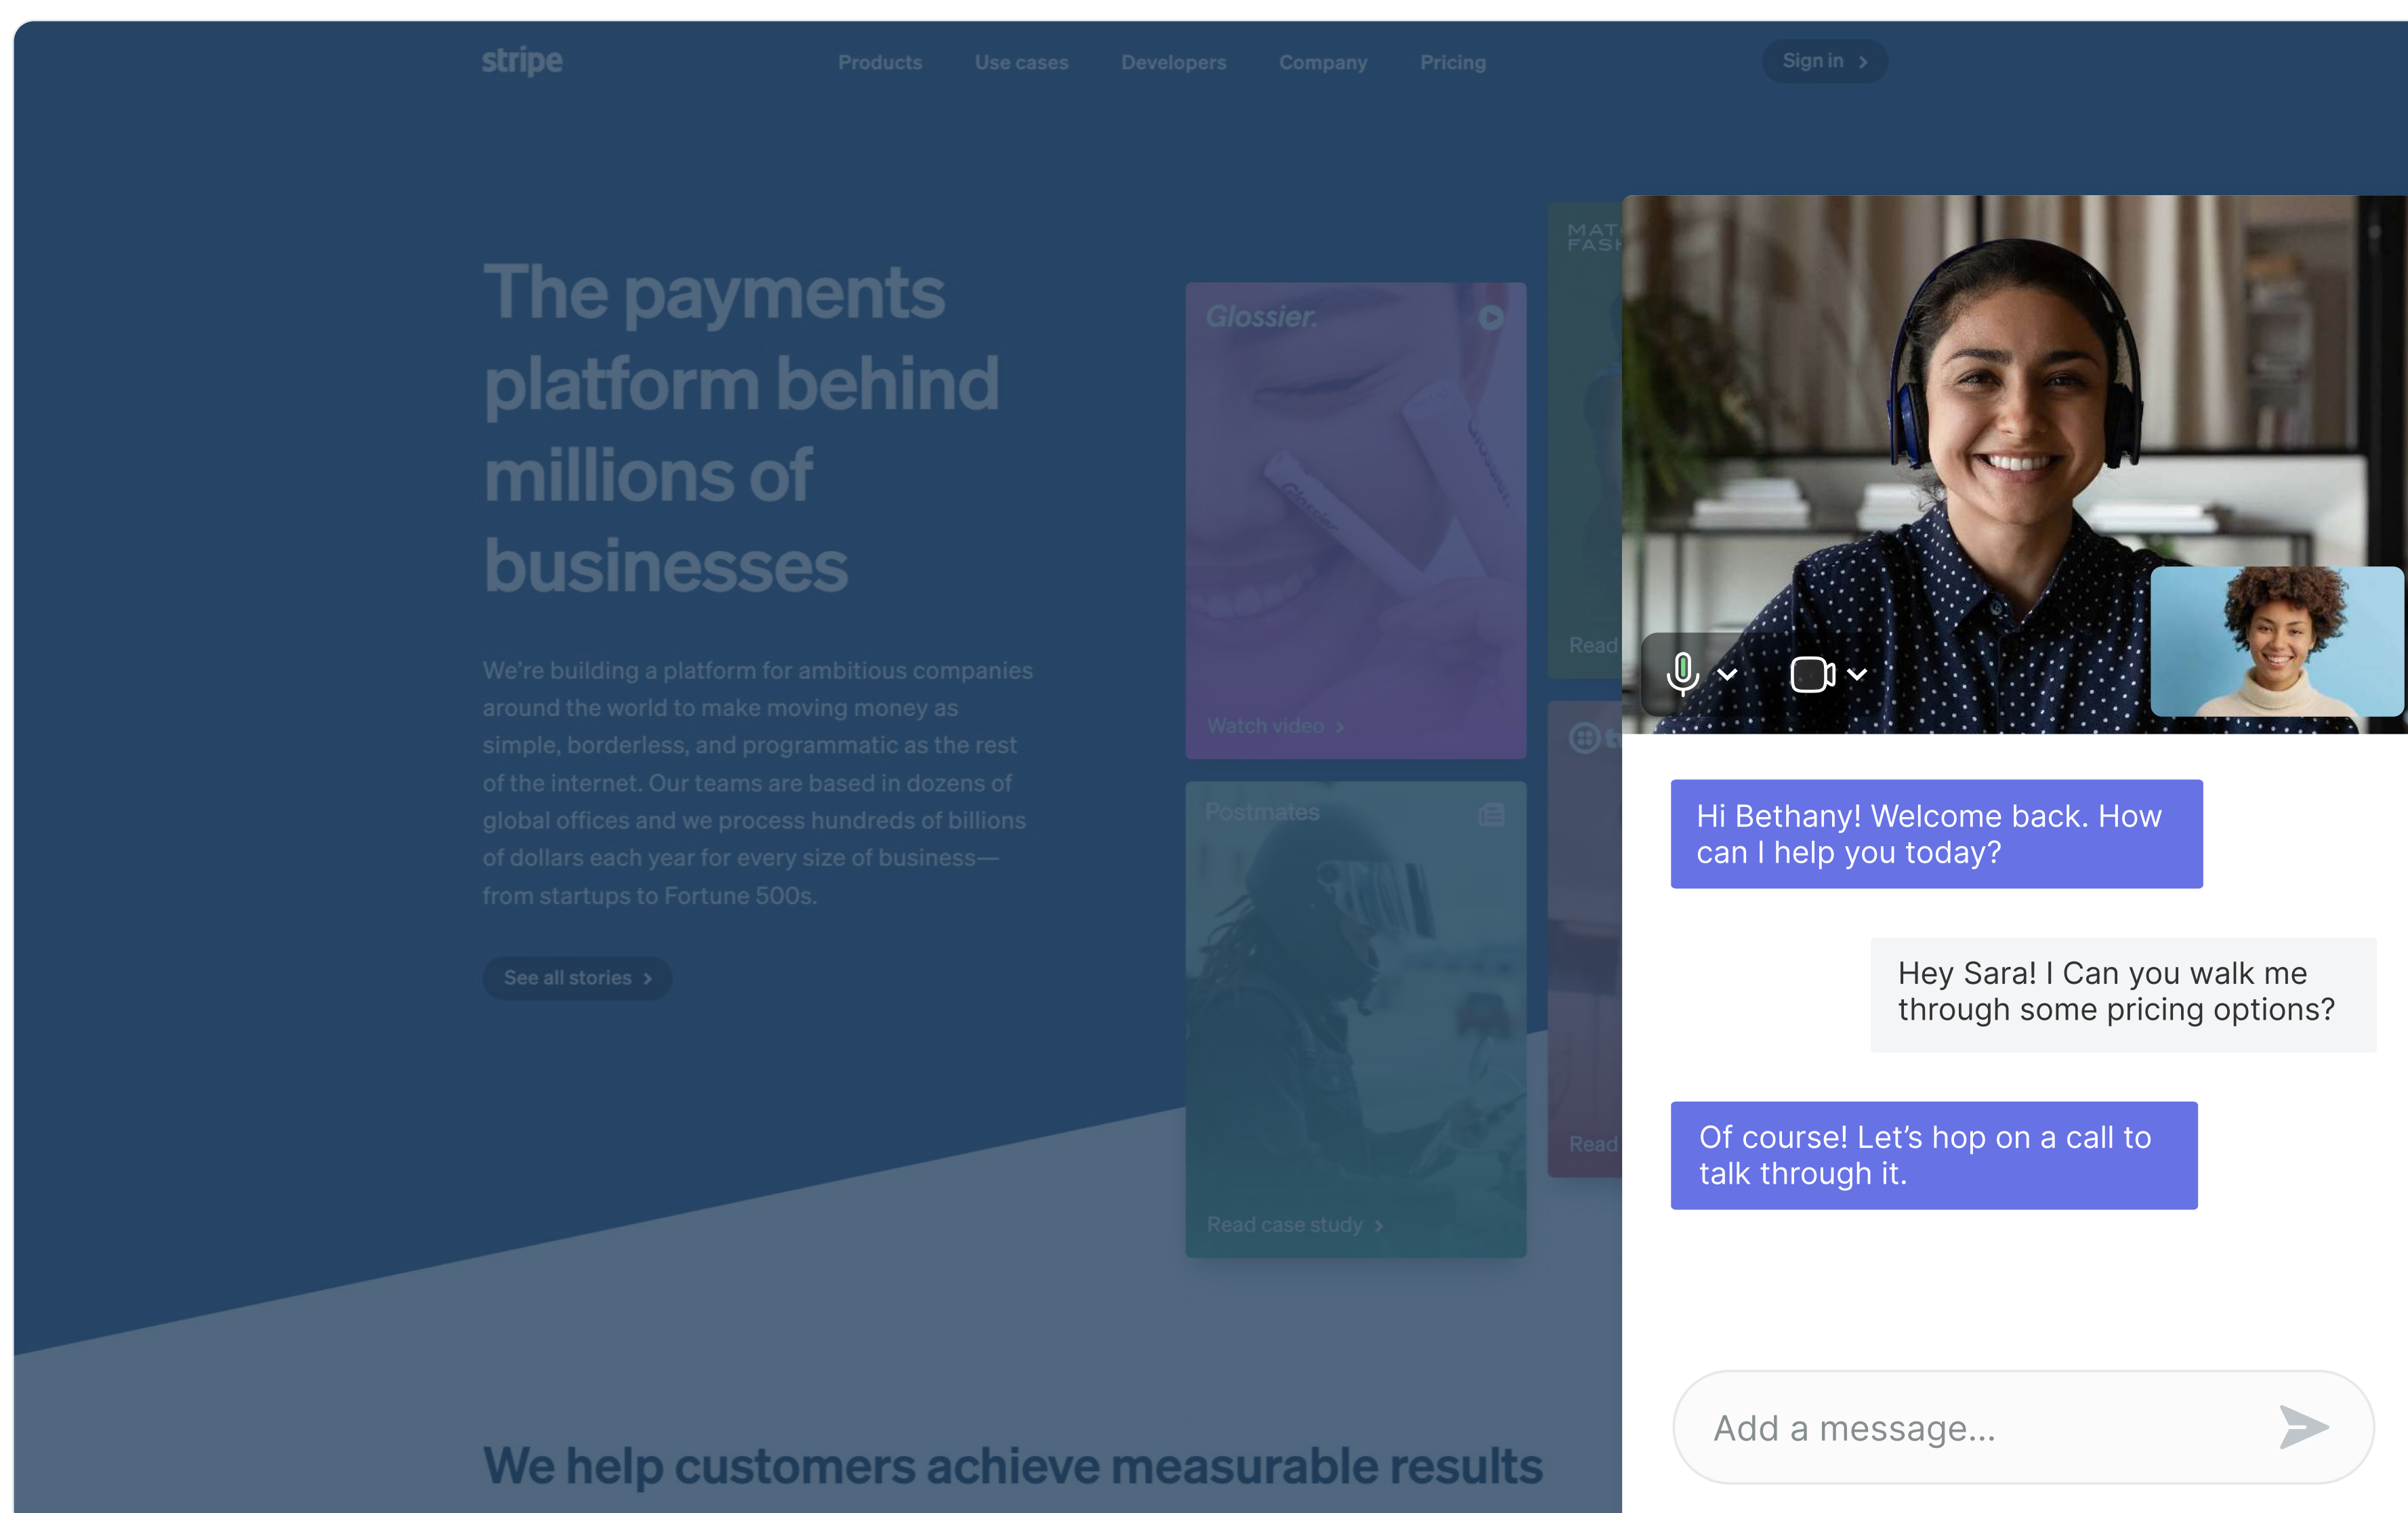 stripe
Products
Use cases
Developers
Company
Pricing
Sign in
The payments
platform behind
millions of
businesses
We’re building a platform for ambitious companies
around the world to make moving money as
simple, borderless, and programmatic as the rest
of the internet. Our teams are based in dozens of
global offices and we process hundreds of billions
of dollars each year for every size of business—
from startups to Fortune 500s.
See all stories
Glossier.
Glossier.
Watch video
Postmates
Read case study
Read
Read
Hi Bethany! Welcome back. How
can I help you today?
Hey Sara! I Can you walk me
through some pricing options?
Of course! Let’s hop on a call to
talk through it.
Add a message...
We help customers achieve measurable results